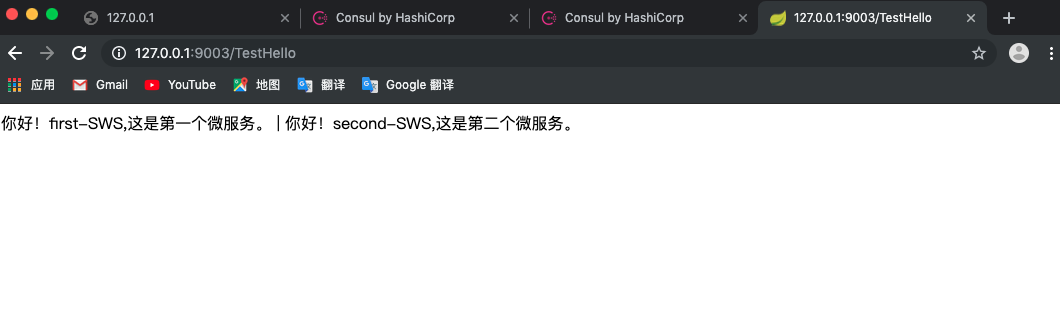 127.0.0.1
Consul by HashiCorp
Consul by HashiCorp
127.0.0.1:9003/TestHello
127.0.0.1:9003/TestHello
应用 Gmail YouTube 地图 翻译 Google 翻译
你好！first-SWS,这是第一个微服务。 | 你好！second-SWS,这是第二个微服务。